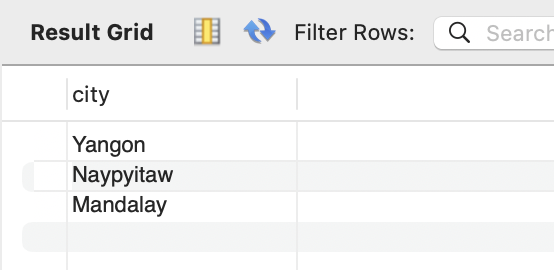 Result Grid Filter Rows: Search
city
Yangon
Naypyitaw
Mandalay